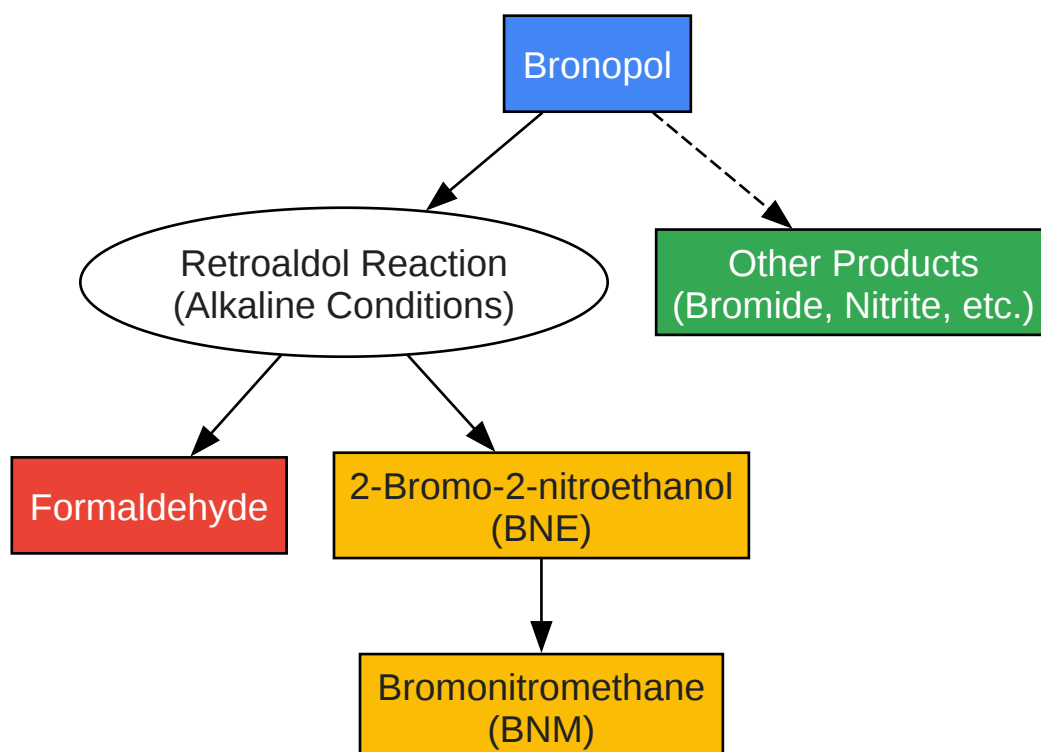 Bronopol
Retroaldol Reaction
(Alkaline Conditions)
Other Products
(Bromide, Nitrite, etc.)
Formaldehyde
2-Bromo-2-nitroethanol
(BNE)
Bromonitromethane
(BNM)